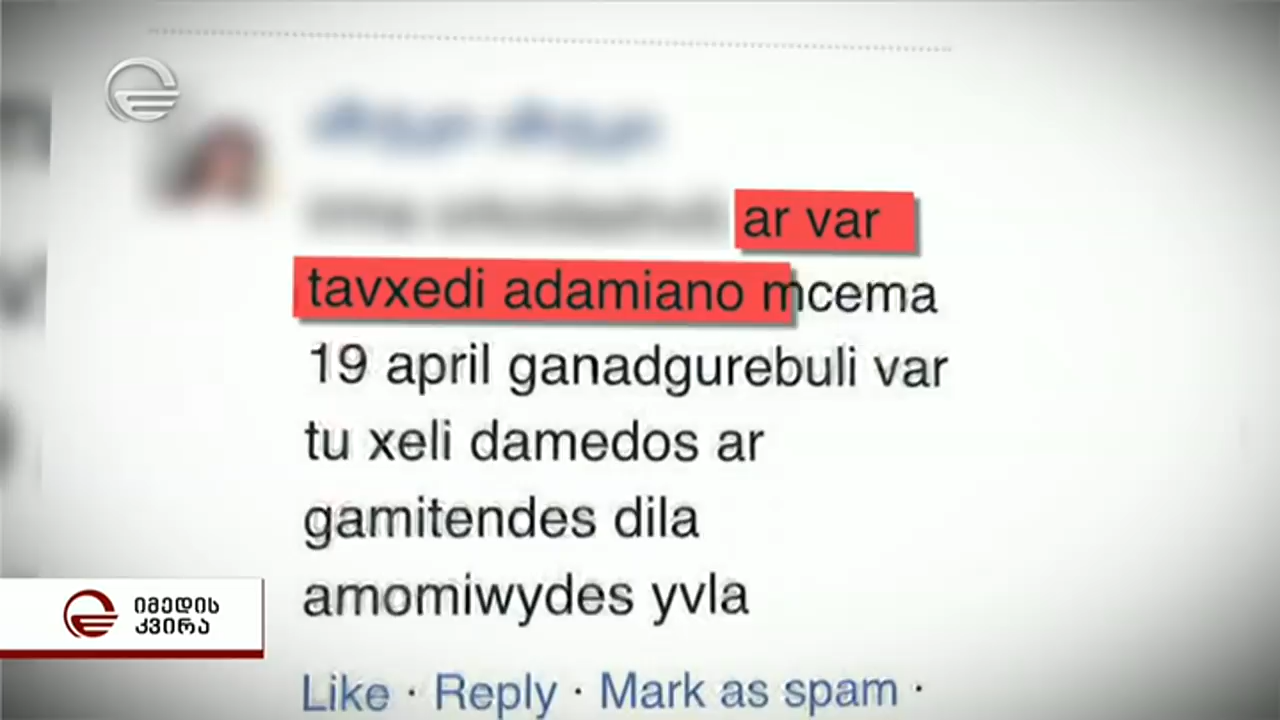 ar var
tavxedi adamiano mcema
19 april ganadgurebuli var
tu xeli damedos ar
gamitendes dila
amomiwydes yvla
Like · Reply · Mark as spam ·
იმედის
კვირა